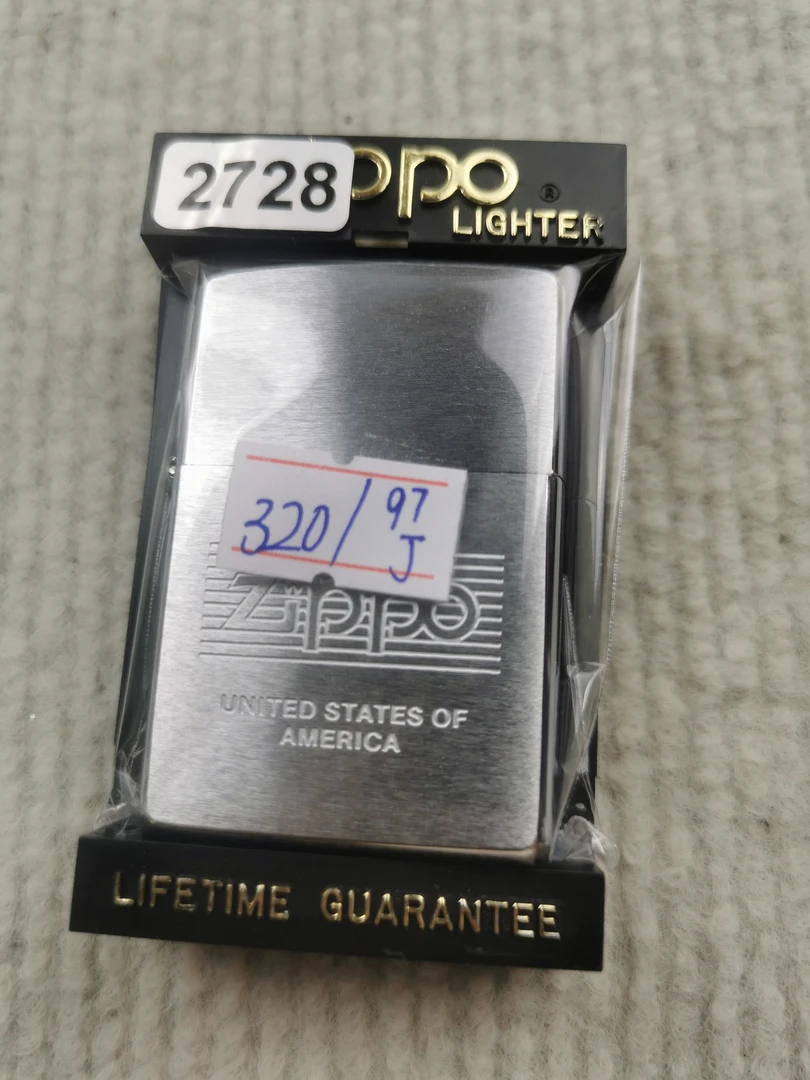 2728
ppo ®
LIGHTER
320/97
J
Zippo
UNITED STATES OF
AMERICA
LIFETIME GUARANTEE